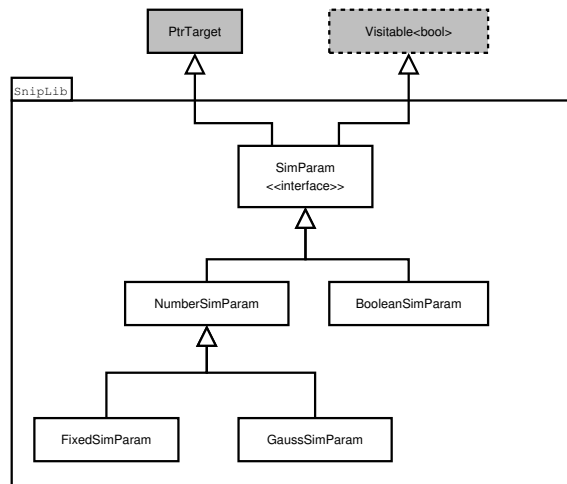 PtrTarget
Visitable<bool>
SnipLib
SimParam
<<interface>>
NumberSimParam
BooleanSimParam
FixedSimParam
GaussSimParam